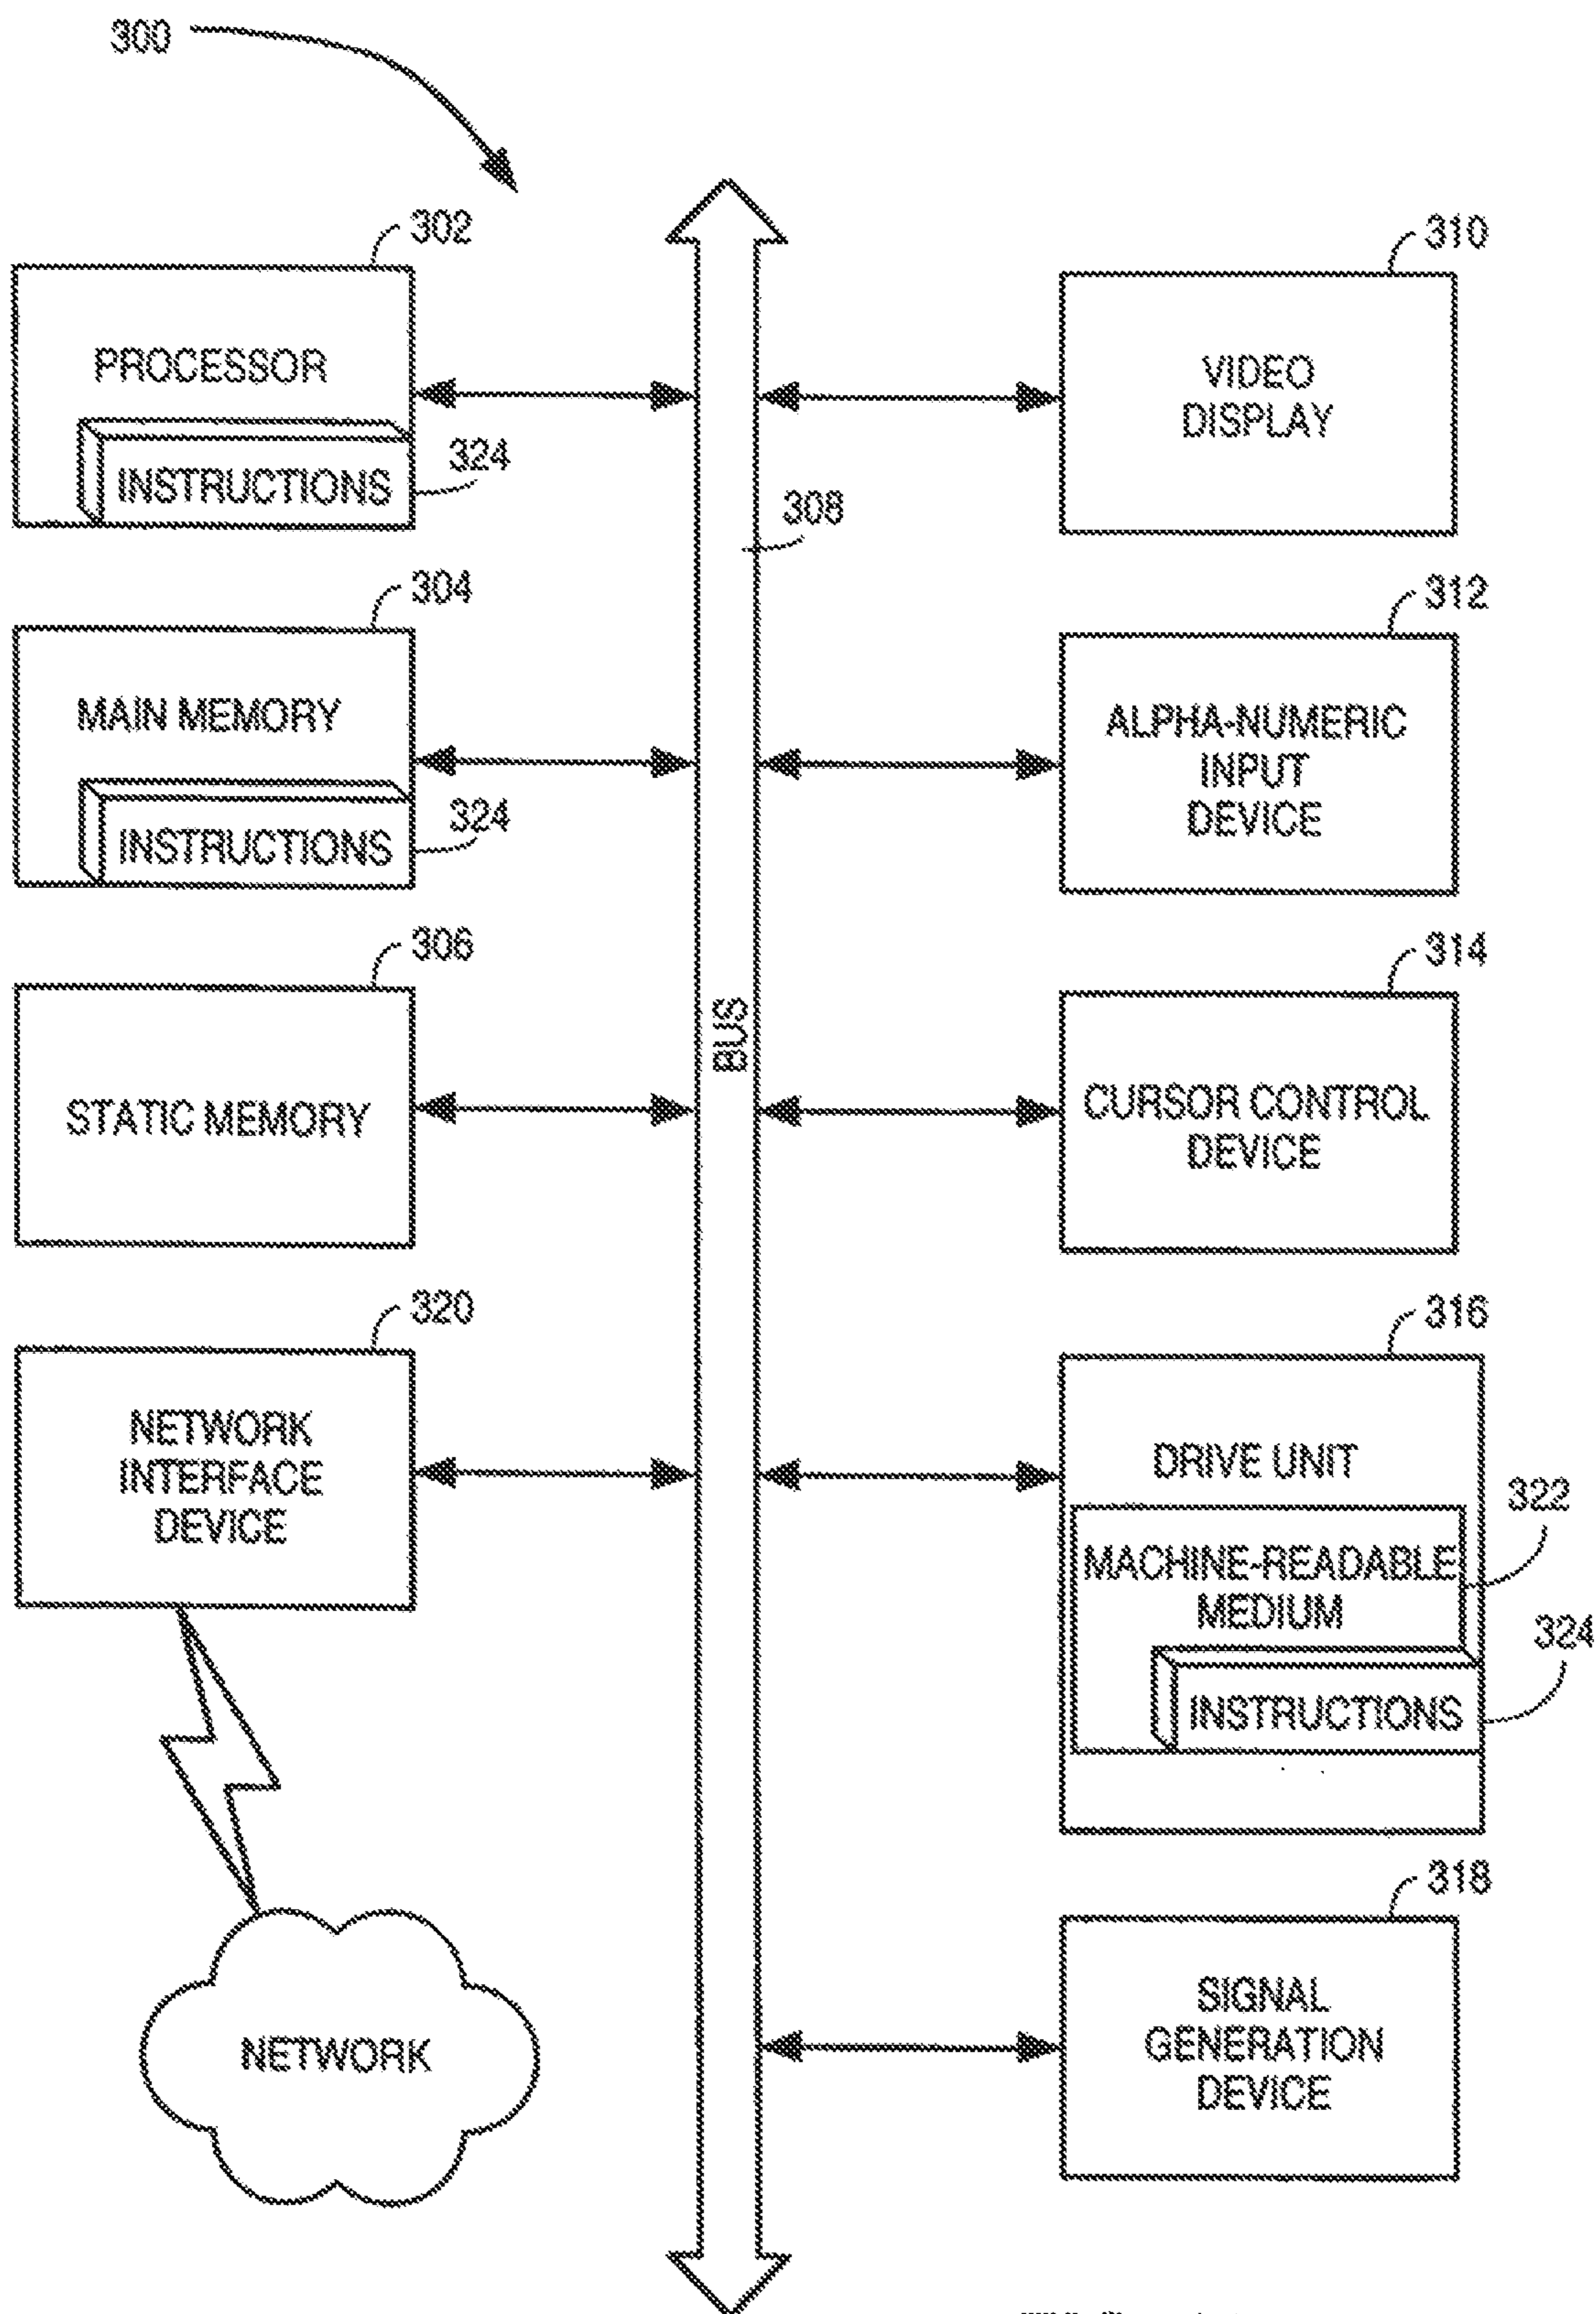 300
302
PROCESSOR
INSTRUCTIONS
324
304
MAIN MEMORY
INSTRUCTIONS
324
306
STATIC MEMORY
320
NETWORK
INTERFACE
DEVICE
NETWORK
308
BUS
310
VIDEO
DISPLAY
312
ALPHA-NUMERIC
INPUT
DEVICE
314
CURSOR CONTROL
DEVICE
316
DRIVE UNIT
322
MACHINE-READABLE
MEDIUM
324
INSTRUCTIONS
318
SIGNAL
GENERATION
DEVICE